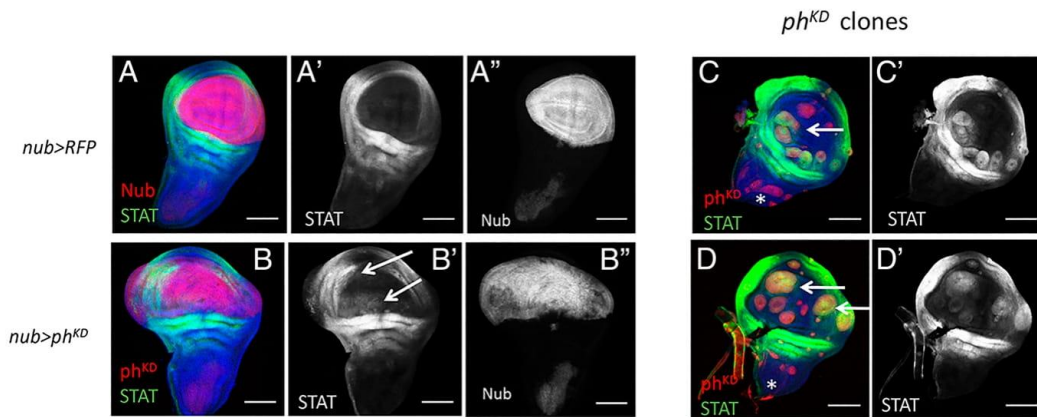 ph^KD clones
nub>RFP
A
Nub
STAT
A'
STAT
A"
Nub
C
ph^KD
STAT
*
C'
STAT
nub>ph^KD
B
ph^KD
STAT
B'
STAT
B"
Nub
D
ph^KD
STAT
*
D'
STAT